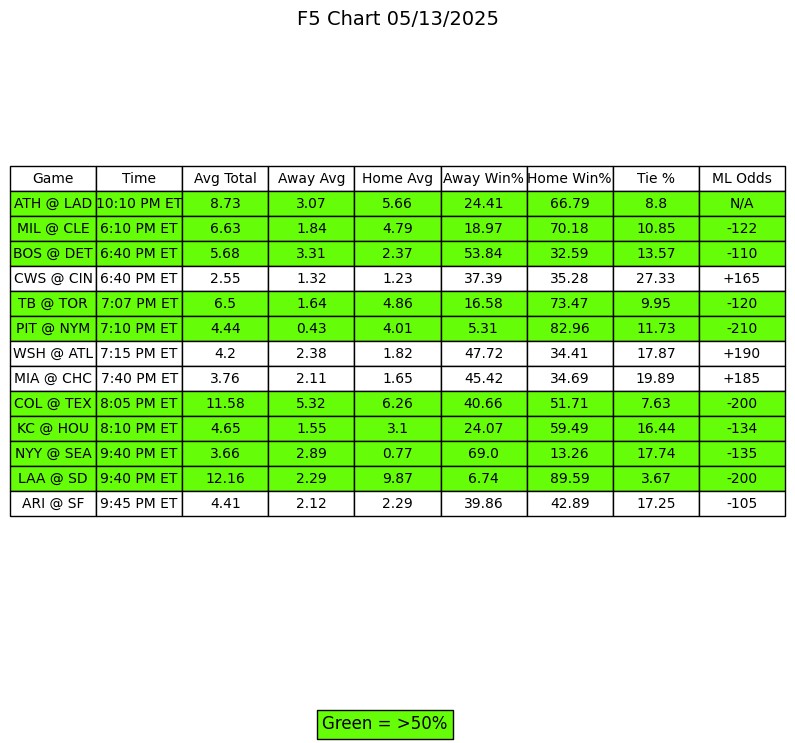 F5 Chart 05/13/2025
Game Time Avg Total Away Avg Home Avg Away Win% Home Win% Tie % ML Odds
ATH @ LAD 10:10 PM ET 8.73 3.07 5.66 24.41 66.79 8.8 N/A
MIL @ CLE 6:10 PM ET 6.63 1.84 4.79 18.97 70.18 10.85 -122
BOS @ DET 6:40 PM ET 5.68 3.31 2.37 53.84 32.59 13.57 -110
CWS @ CIN 6:40 PM ET 2.55 1.32 1.23 37.39 35.28 27.33 +165
TB @ TOR 7:07 PM ET 6.5 1.64 4.86 16.58 73.47 9.95 -120
PIT @ NYM 7:10 PM ET 4.44 0.43 4.01 5.31 82.96 11.73 -210
WSH @ ATL 7:15 PM ET 4.2 2.38 1.82 47.72 34.41 17.87 +190
MIA @ CHC 7:40 PM ET 3.76 2.11 1.65 45.42 34.69 19.89 +185
COL @ TEX 8:05 PM ET 11.58 5.32 6.26 40.66 51.71 7.63 -200
KC @ HOU 8:10 PM ET 4.65 1.55 3.1 24.07 59.49 16.44 -134
NYY @ SEA 9:40 PM ET 3.66 2.89 0.77 69.0 13.26 17.74 -135
LAA @ SD 9:40 PM ET 12.16 2.29 9.87 6.74 89.59 3.67 -200
ARI @ SF 9:45 PM ET 4.41 2.12 2.29 39.86 42.89 17.25 -105
Green = >50%